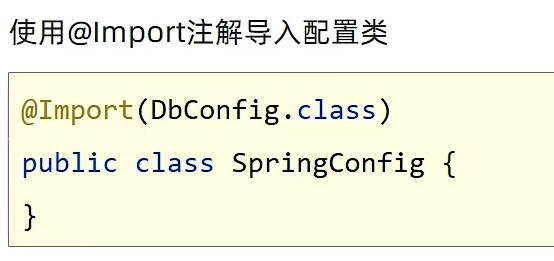 使用@Import注解导入配置类
@Import(DbConfig.class)
public class SpringConfig {
}